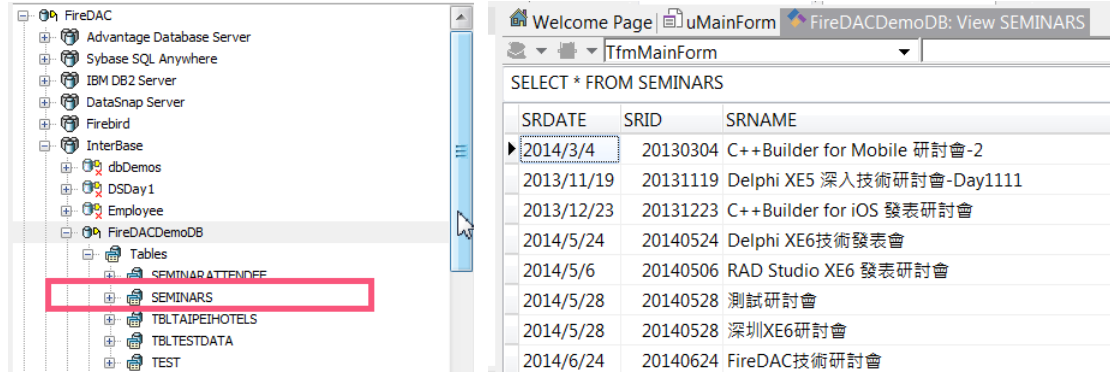 FireDAC
Advantage Database Server
Sybase SQL Anywhere
IBM DB2 Server
DataSnap Server
Firebird
InterBase
dbDemos
DSDay1
Employee
FireDACDemoDB
Tables
SEMINARATTENDEE
SEMINARS
TBLTAIPEIHOTELS
TBLTESTDATA
TEST
Welcome Page uMainForm FireDACDemoDB: View SEMINARS
TfmMainForm
SELECT * FROM SEMINARS
SRDATE SRID SRNAME
2014/3/4 20130304 C++Builder for Mobile 研討會-2
2013/11/19 20131119 Delphi XE5 深入技術研討會-Day1111
2013/12/23 20131223 C++Builder for iOS 發表研討會
2014/5/24 20140524 Delphi XE6技術發表會
2014/5/6 20140506 RAD Studio XE6 發表研討會
2014/5/28 20140528 測試研討會
2014/5/28 20140528 深圳XE6研討會
2014/6/24 20140624 FireDAC技術研討會